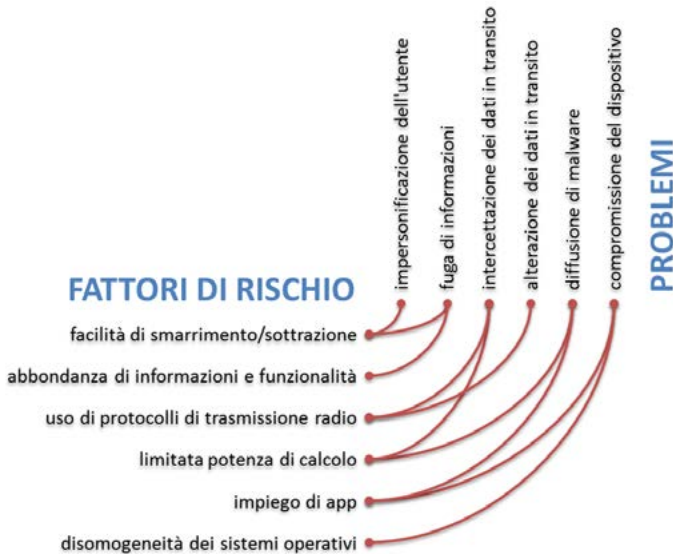 impersonificazione dell'utente
fuga di informazioni
intercettazione dei dati in transito
alterazione dei dati in transito
diffusione di malware
compromissione del dispositivo
PROBLEMI
FATTORI DI RISCHIO
facilità di smarrimento/sottrazione
abbondanza di informazioni e funzionalità
uso di protocolli di trasmissione radio
limitata potenza di calcolo
impiego di app
disomogeneità dei sistemi operativi